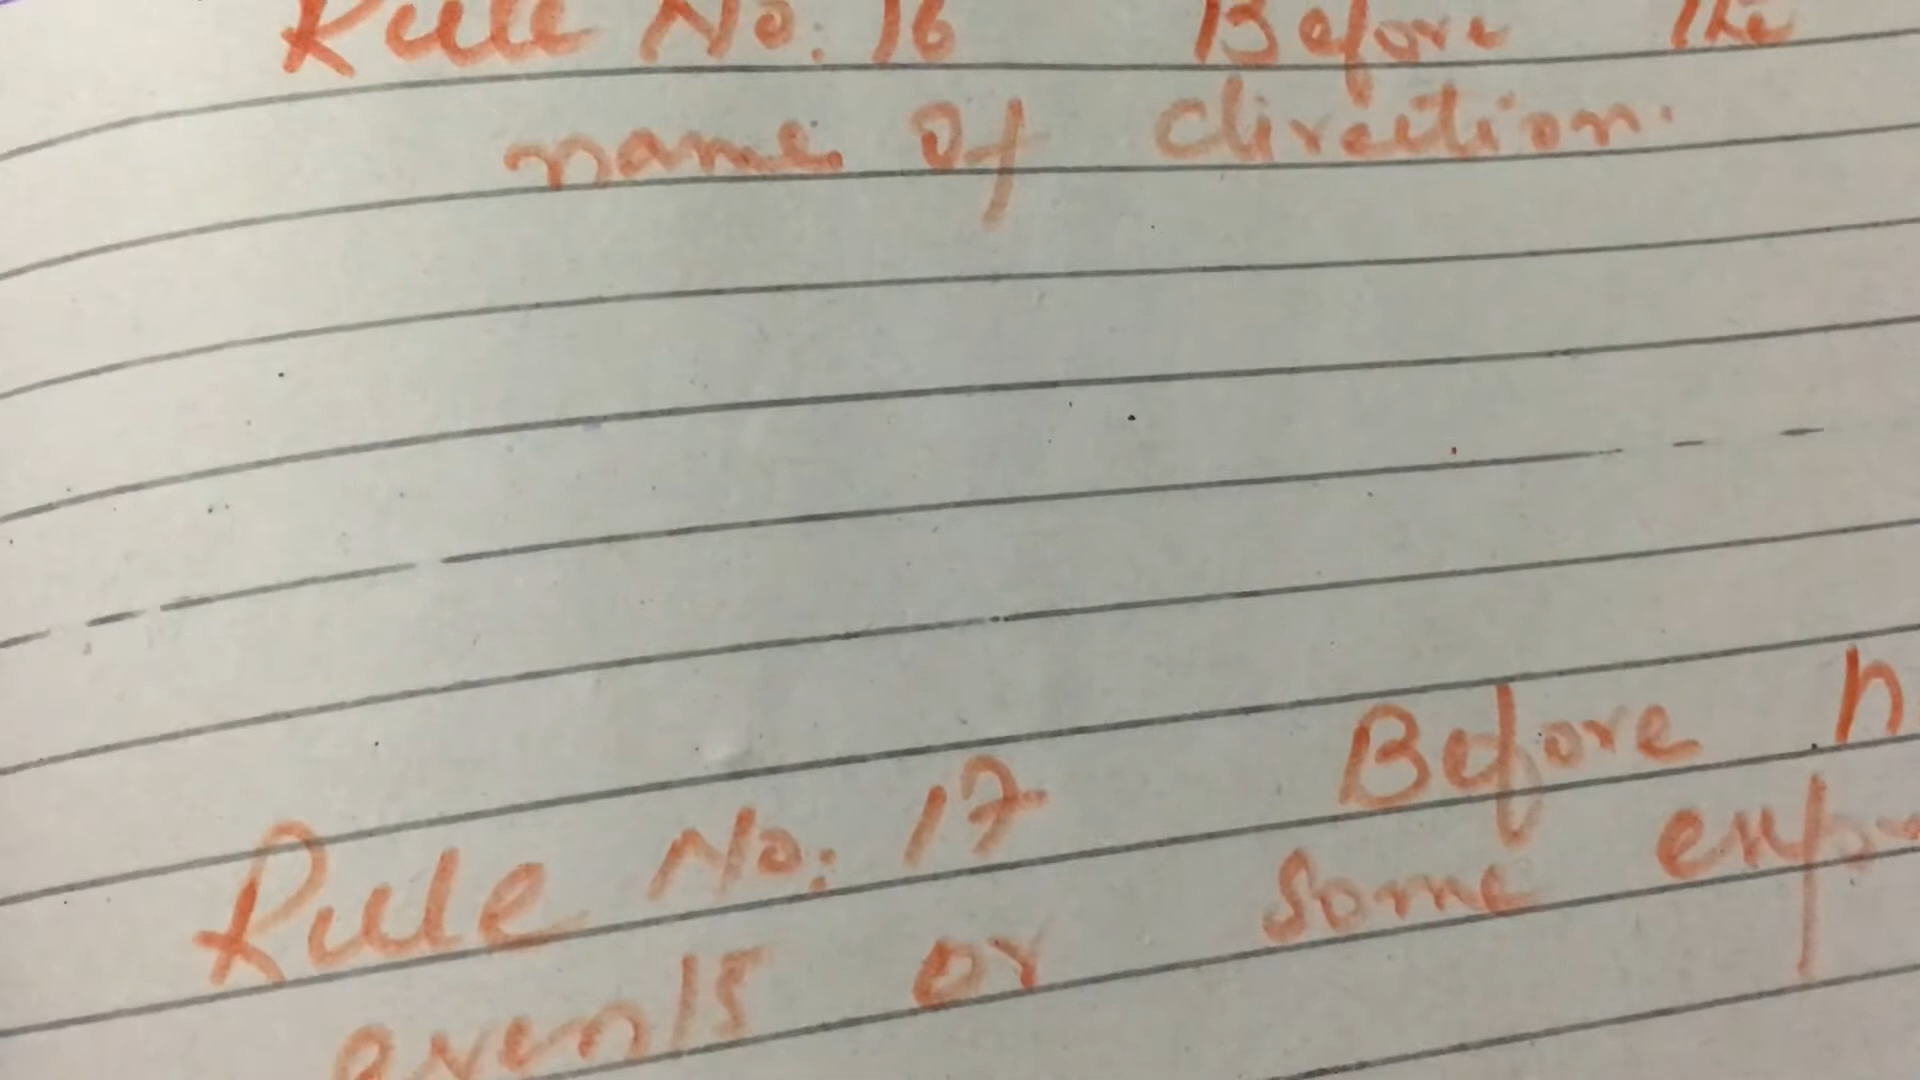 Rule No. 16 Before the
name of direction.
Rule No. 17 Before
events or some